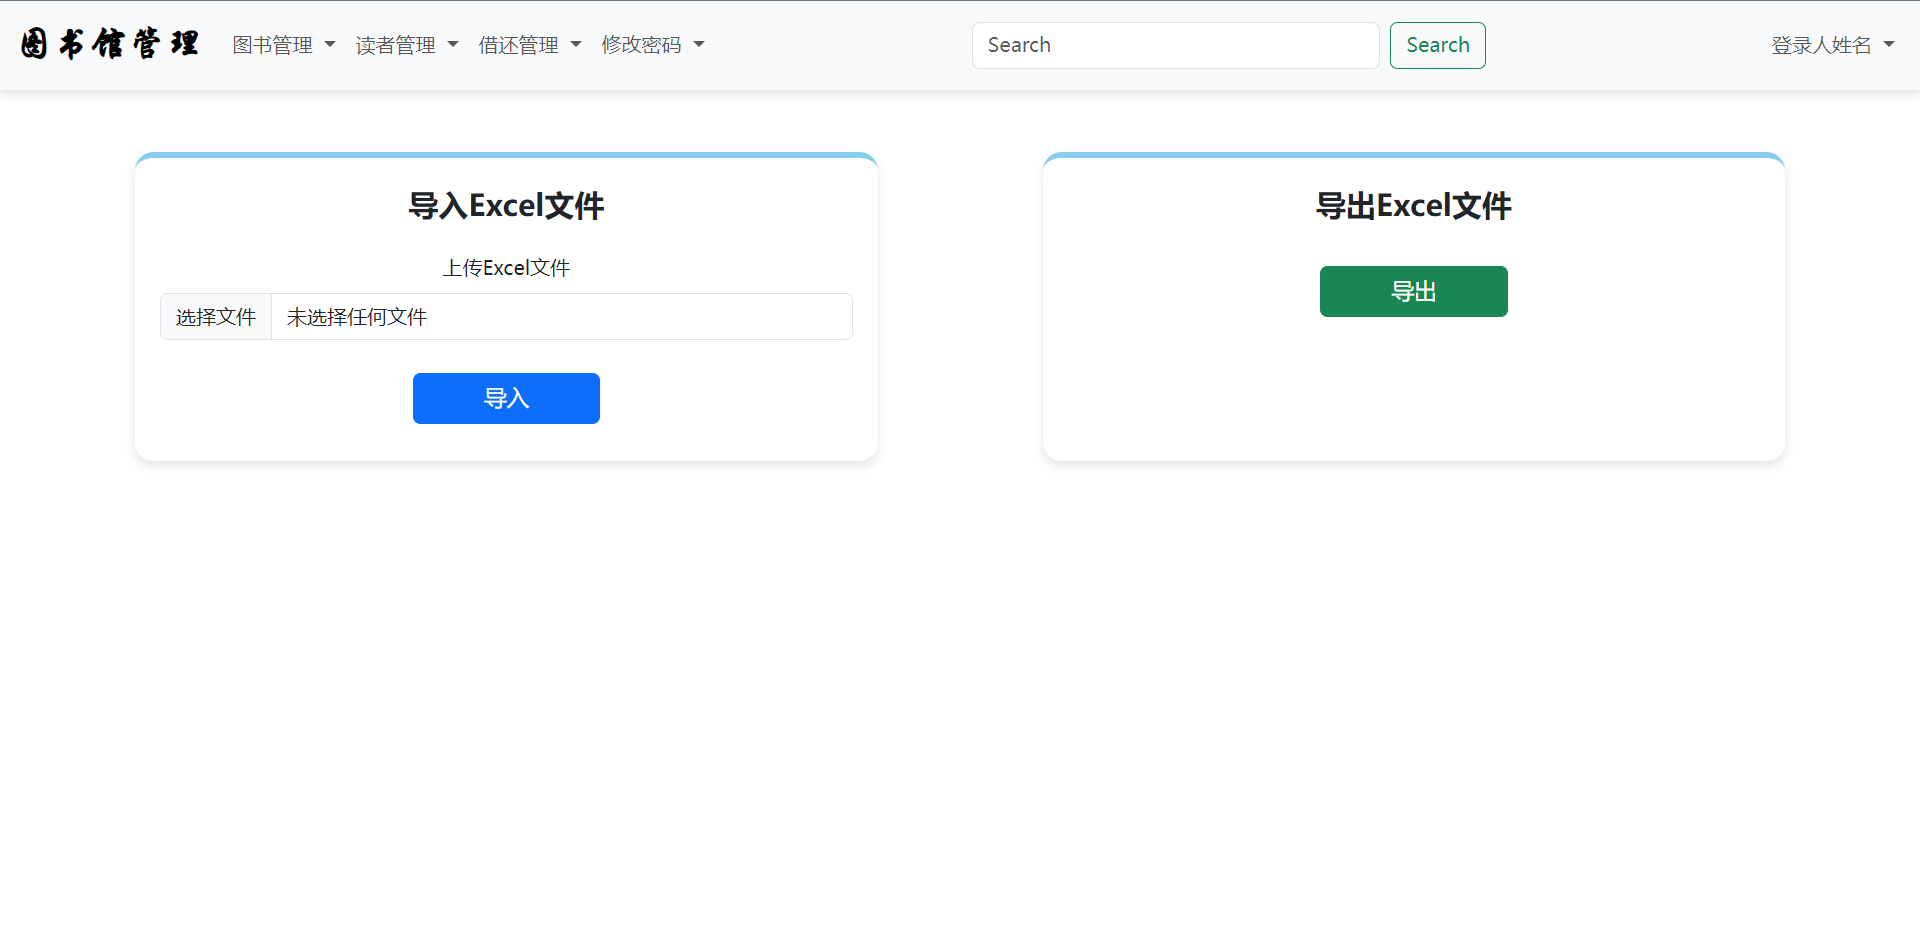 图书馆管理 图书管理 读者管理 借还管理 修改密码 Search Search 登录人姓名
导入Excel文件
上传Excel文件
选择文件 未选择任何文件
导入
导出Excel文件
导出